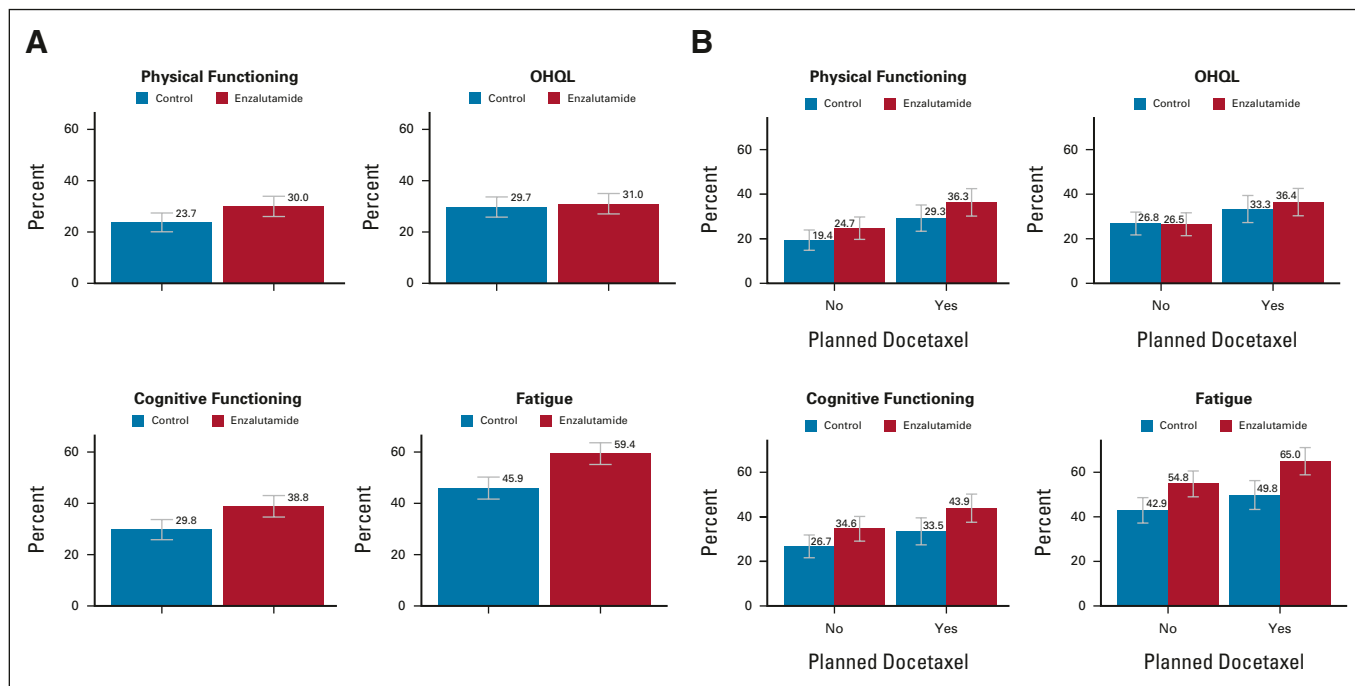 A
Physical Functioning
Control Enzalutamide
Percent
60
40
20
0
23.7
30.0
OHQL
Control Enzalutamide
Percent
60
40
20
0
29.7
31.0
Cognitive Functioning
Control Enzalutamide
Percent
60
40
20
0
29.8
38.8
Fatigue
Control Enzalutamide
Percent
60
40
20
0
45.9
59.4
B
Physical Functioning
Control Enzalutamide
Percent
60
40
20
0
19.4
24.7
29.3
36.3
No Yes
Planned Docetaxel
OHQL
Control Enzalutamide
Percent
60
40
20
0
26.8
26.5
33.3
36.4
No Yes
Planned Docetaxel
Cognitive Functioning
Control Enzalutamide
Percent
60
40
20
0
26.7
34.6
33.5
43.9
No Yes
Planned Docetaxel
Fatigue
Control Enzalutamide
Percent
60
40
20
0
42.9
54.8
49.8
65.0
No Yes
Planned Docetaxel